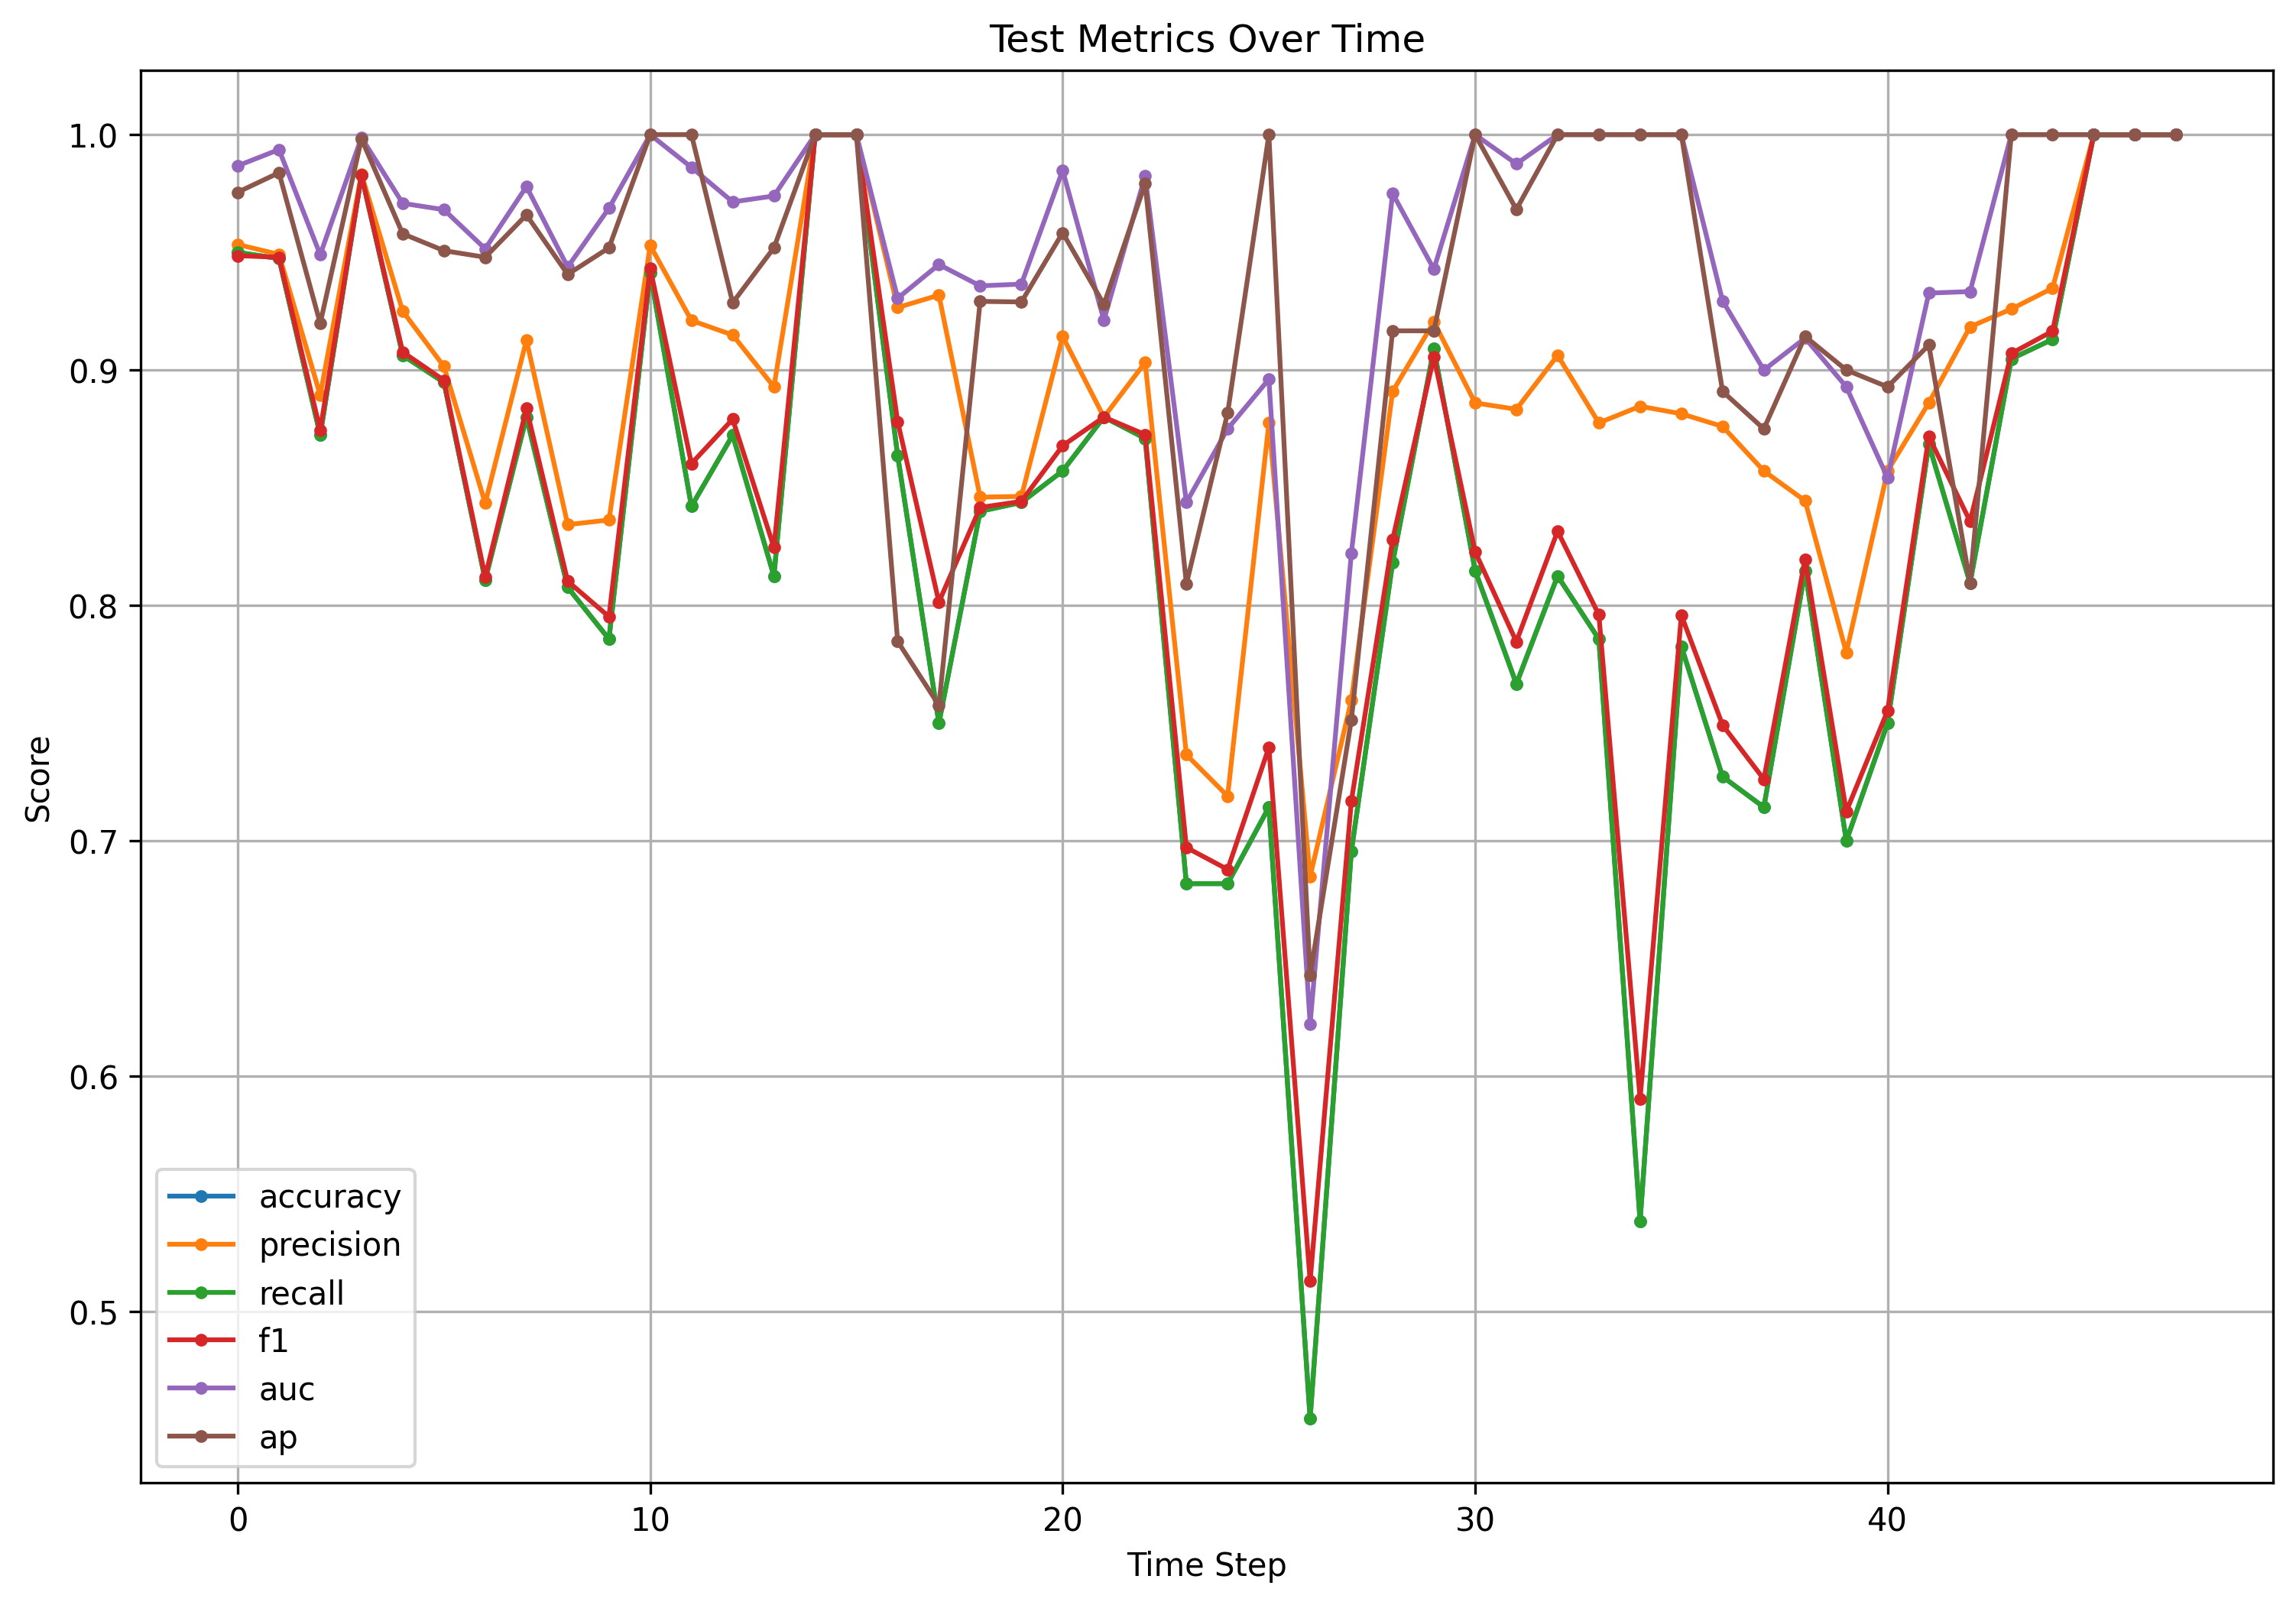 Test Metrics Over Time
1.0
0.9
0.8
0.7
0.6
0.5
Score
accuracy
precision
recall
f1
auc
ap
0 10 20 30 40
Time Step